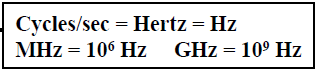 Cycles/sec = Hertz = Hz
MHz = 10⁶ Hz GHz = 10⁹ Hz